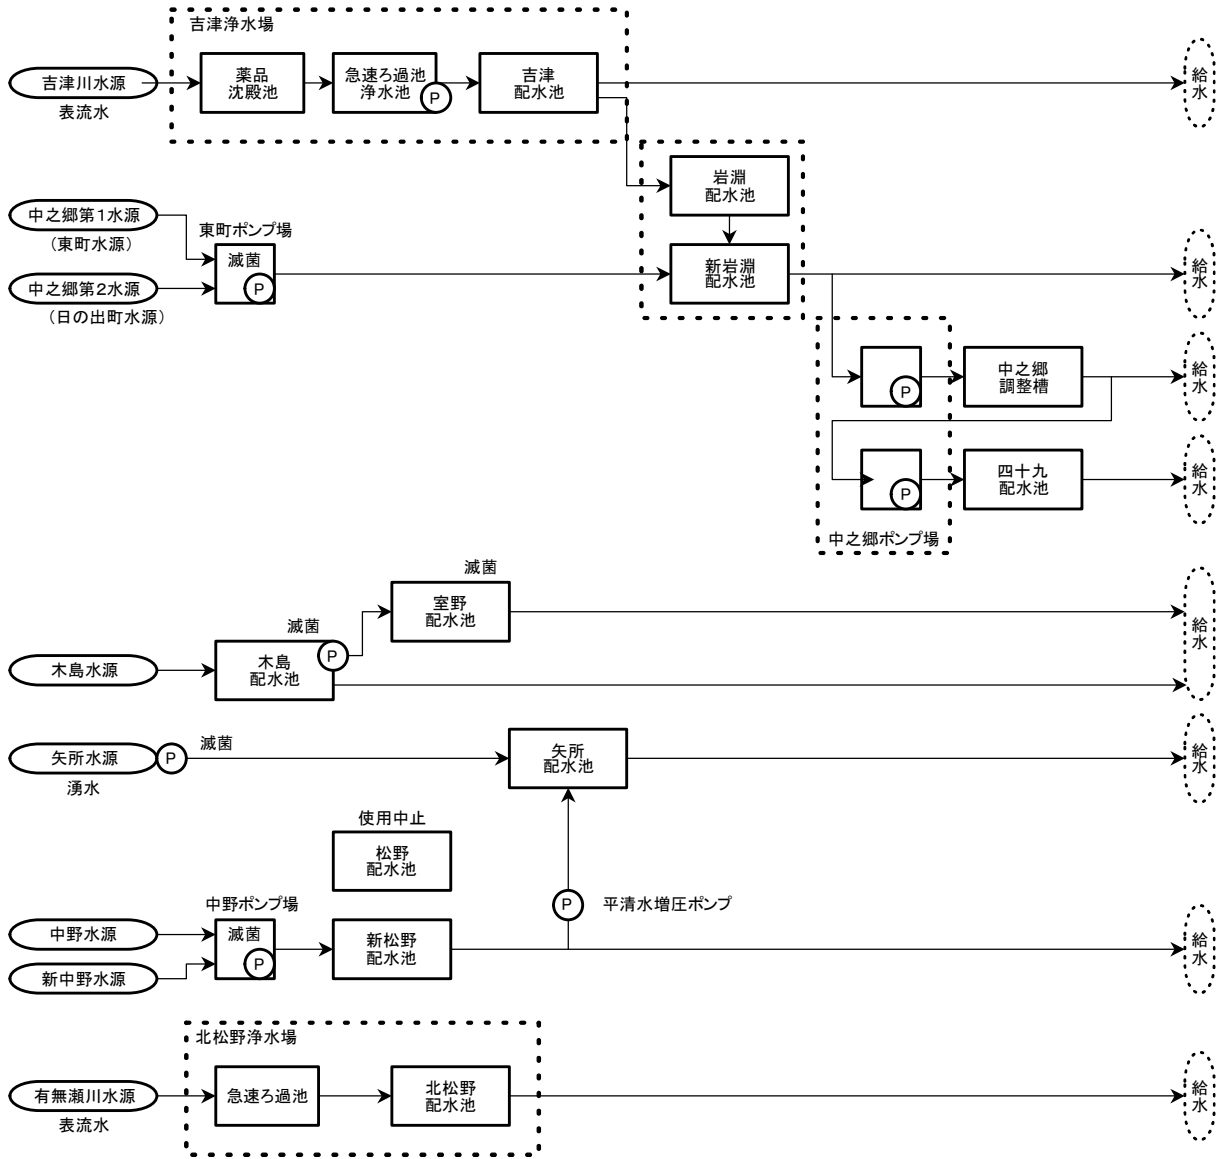 吉津浄水場
吉津川水源
表流水
薬品
沈殿池
急速ろ過池
浄水池
P
吉津
配水池
給
水
岩淵
配水池
中之郷第1水源
(東町水源)
中之郷第2水源
(日の出町水源)
東町ポンプ場
滅菌
P
新岩淵
配水池
給
水
P
中之郷
調整槽
給
水
P
四十九
配水池
給
水
中之郷ポンプ場
滅菌
室野
配水池
滅菌
木島水源
木島
配水池
P
給
水
矢所水源
P
湧水
滅菌
矢所
配水池
給
水
使用中止
松野
配水池
P
平清水増圧ポンプ
中野ポンプ場
中野水源
新中野水源
滅菌
P
新松野
配水池
給
水
北松野浄水場
有無瀬川水源
表流水
急速ろ過池
北松野
配水池
給
水